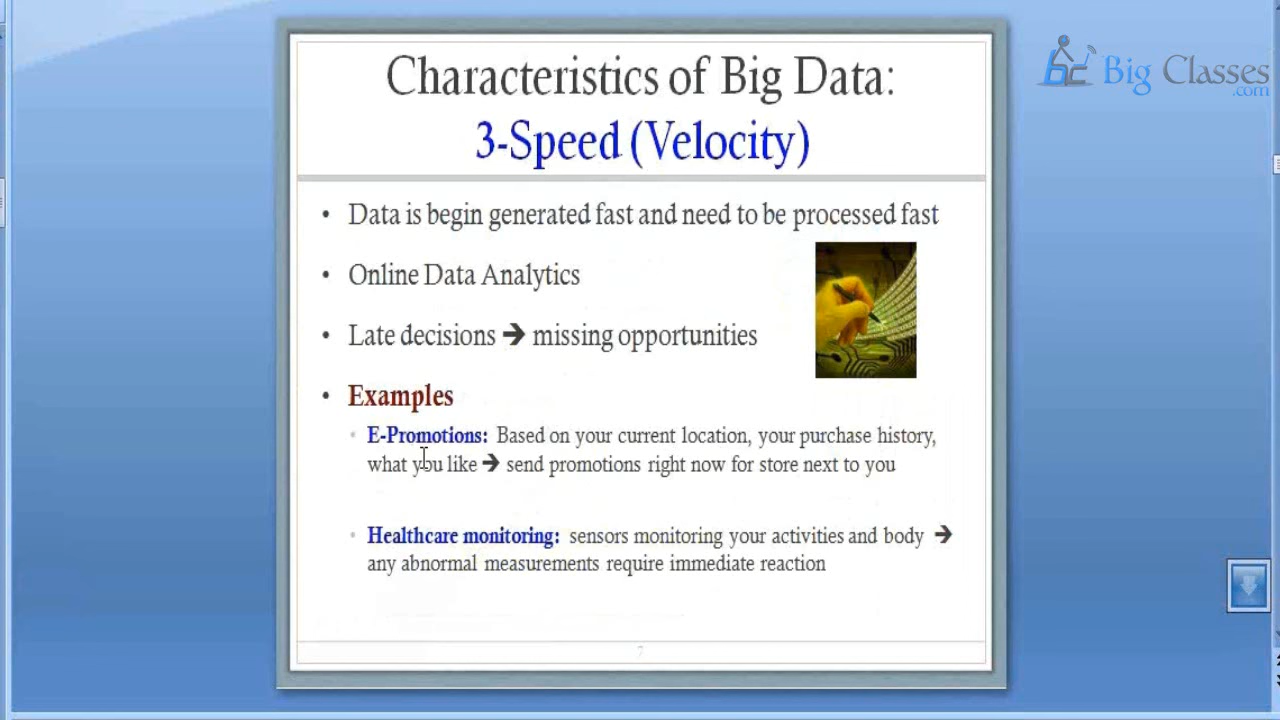 Characteristics of Big Data:
3-Speed (Velocity)
Big Classes
.com
• Data is begin generated fast and need to be processed fast
• Online Data Analytics
• Late decisions ➔ missing opportunities
• Examples
• E-Promotions: Based on your current location, your purchase history,
what you like ➔ send promotions right now for store next to you
• Healthcare monitoring: sensors monitoring your activities and body ➔
any abnormal measurements require immediate reaction
7